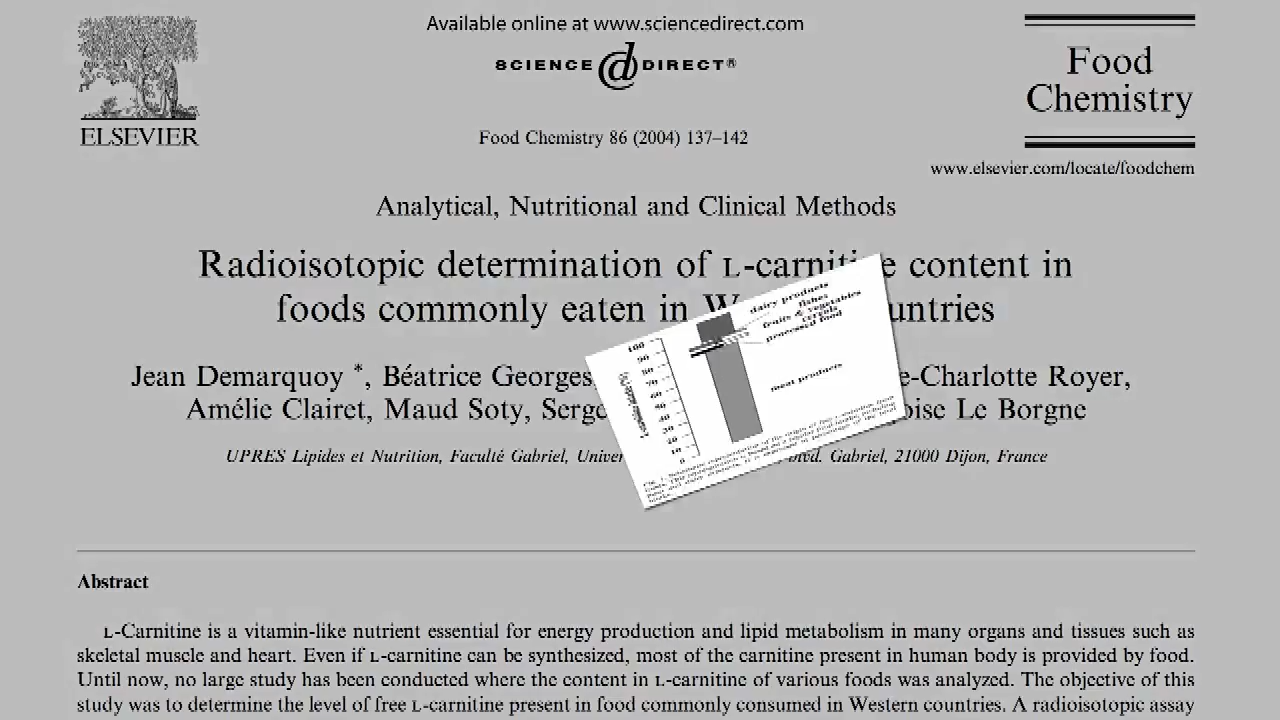 Available online at www.sciencedirect.com
SCIENCE DIRECT®
ELSEVIER
Food
Chemistry
Food Chemistry 86 (2004) 137–142
www.elsevier.com/locate/foodchem
Analytical, Nutritional and Clinical Methods
Radioisotopic determination of L-carnitine content in
foods commonly eaten in W untries
Jean Demarquoy *, Béatrice Georges, e-Charlotte Royer,
Amélie Clairet, Maud Soty, Serge oise Le Borgne
UPRES Lipides et Nutrition, Faculté Gabriel, Univer Blvd. Gabriel, 21000 Dijon, France
dairy products
fishes
fruits & vegetables
cereals
processed food
meat products
100
90
80
70
60
50
40
30
20
10
0
Abstract
L-Carnitine is a vitamin-like nutrient essential for energy production and lipid metabolism in many organs and tissues such as
skeletal muscle and heart. Even if L-carnitine can be synthesized, most of the carnitine present in human body is provided by food.
Until now, no large study has been conducted where the content in L-carnitine of various foods was analyzed. The objective of this
study was to determine the level of free L-carnitine present in food commonly consumed in Western countries. A radioisotopic assay